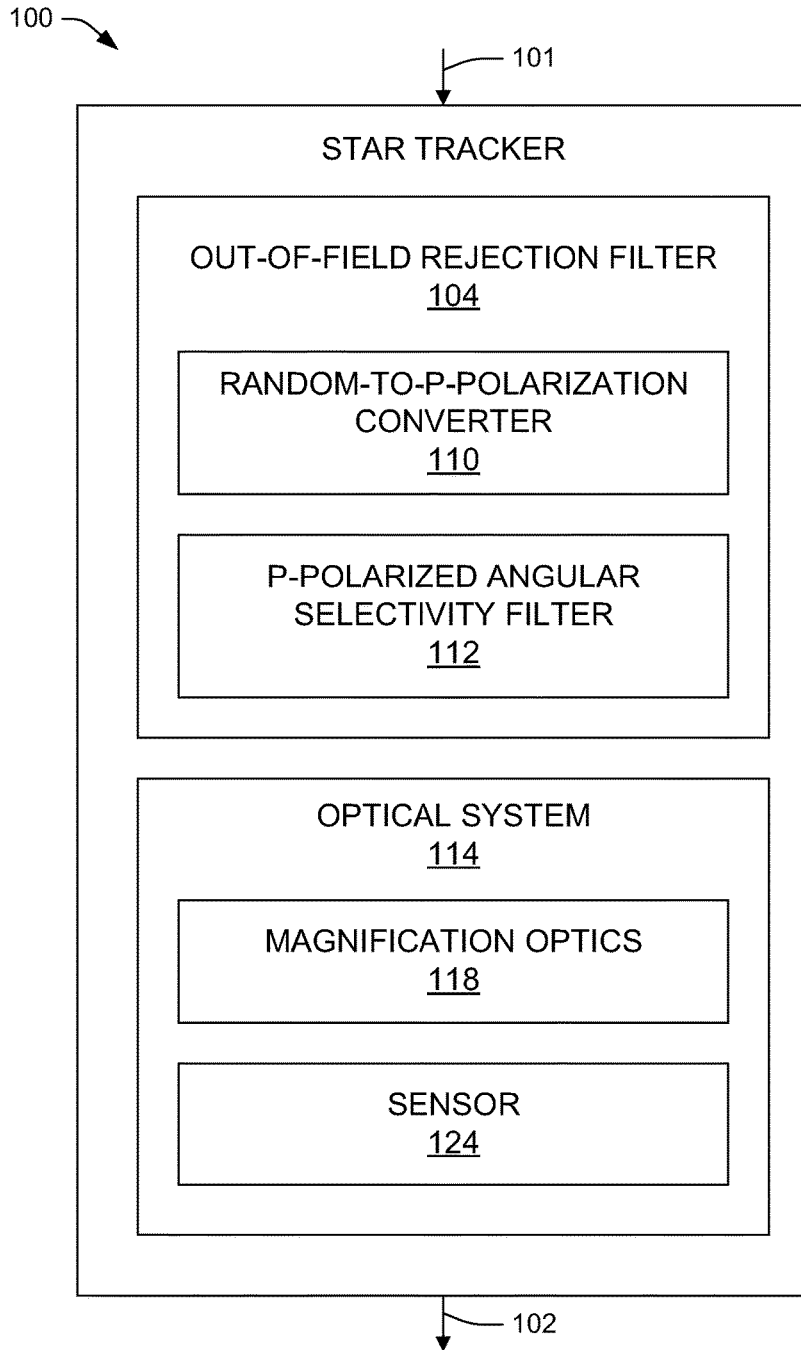 100
101
STAR TRACKER
OUT-OF-FIELD REJECTION FILTER
104
RANDOM-TO-P-POLARIZATION
CONVERTER
110
P-POLARIZED ANGULAR
SELECTIVITY FILTER
112
OPTICAL SYSTEM
114
MAGNIFICATION OPTICS
118
SENSOR
124
102